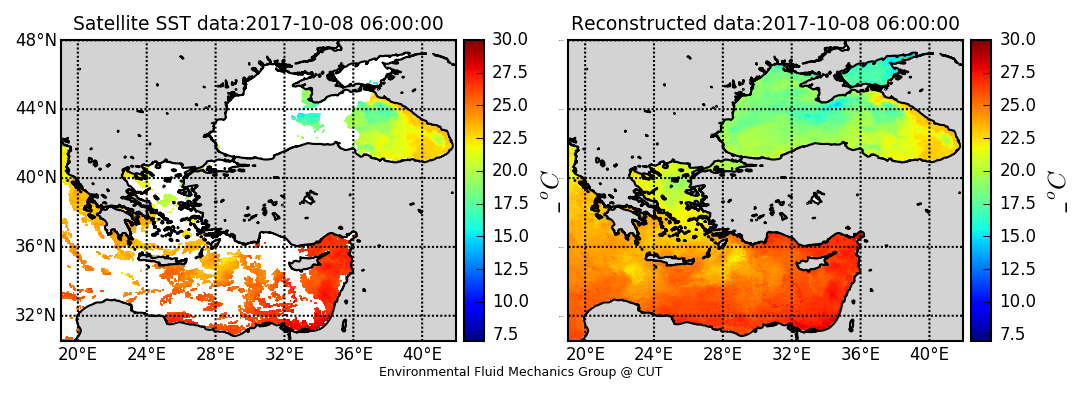 Satellite SST data:2017-10-08 06:00:00
48°N
44°N
40°N
36°N
32°N
20°E 24°E 28°E 32°E 36°E 40°E
30.0
27.5
25.0
22.5
20.0
17.5
15.0
12.5
10.0
7.5
°C
Reconstructed data:2017-10-08 06:00:00
20°E 24°E 28°E 32°E 36°E 40°E
30.0
27.5
25.0
22.5
20.0
17.5
15.0
12.5
10.0
7.5
°C
Environmental Fluid Mechanics Group @ CUT